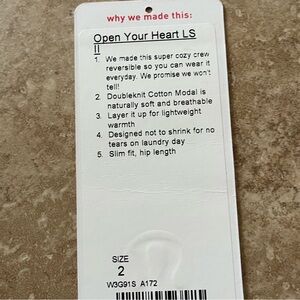 why we made this:
Open Your Heart LS
II
1. We made this super cozy crew
reversible so you can wear it
everyday. We promise we won't
tell!
2. Doubleknit Cotton Modal is
naturally soft and breathable
3. Layer it up for lightweight
warmth
4. Designed not to shrink for no
tears on laundry day
5. Slim fit, hip length
SIZE
2
W3G91S A172